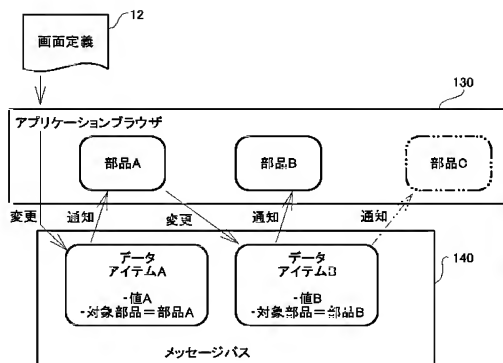 12
画面定義
130
アプリケーションブラウザ
部品A
部品B
部品C
変更
通知
変更
通知
通知
データ
アイテムA
-値A
-対象部品=部品A
データ
アイテムB
-値B
-対象部品=部品B
140
メッセージバス